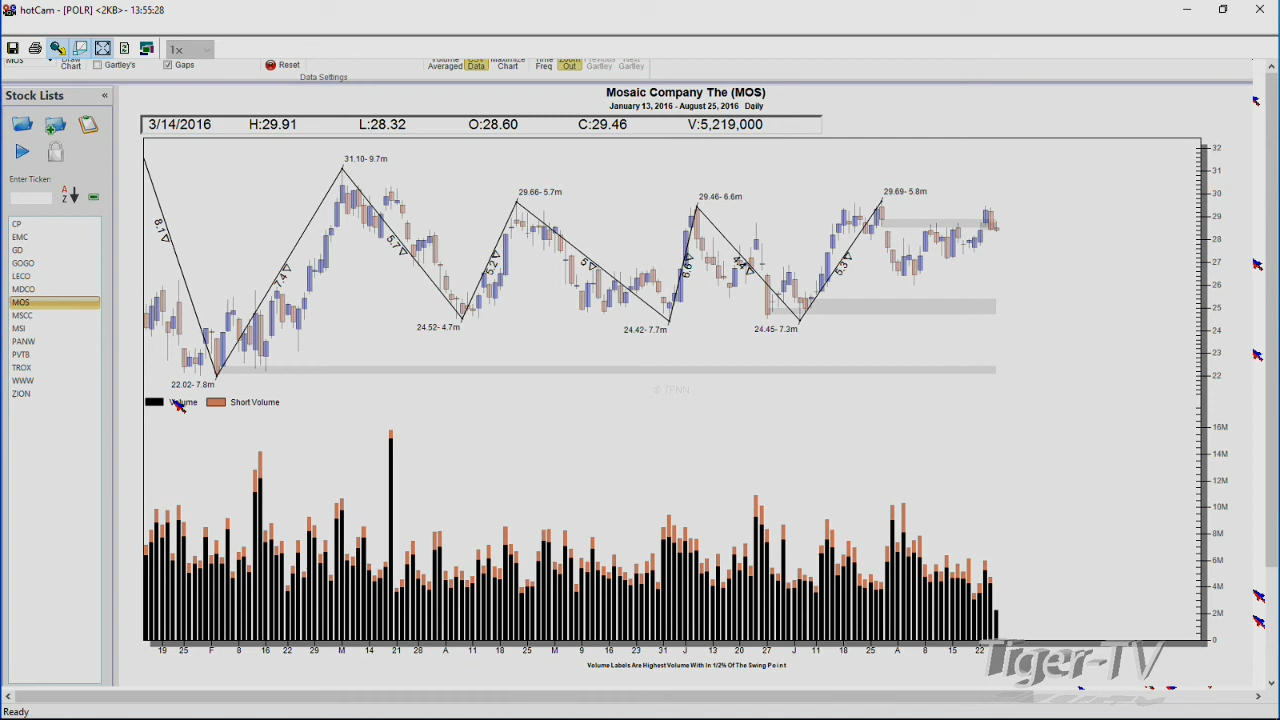 hotCam - [POLR] <2KB> - 13:55:28
1x
MOS Draw Volume CSV Maximize Time Zoom Previous Next
Chart Gartley's Gaps Reset Averaged Data Chart Freq Out Gartley Gartley
Data Settings
Stock Lists «
Enter Ticker:
A
Z
CP
EMC
GD
GOGO
LECO
MDCO
MOS
MSCC
MSI
PANW
PVTB
TROX
WWW
ZION
Mosaic Company The (MOS)
January 13, 2016 - August 25, 2016 Daily
3/14/2016 H:29.91 L:28.32 O:28.60 C:29.46 V:5,219,000
31.10- 9.7m
29.66- 5.7m
29.46- 6.6m
29.69- 5.8m
8.1
7.4
5.7
5.2
5
6.6
4.4
5.3
24.52- 4.7m
24.42- 7.7m
24.45- 7.3m
22.02- 7.8m
© TFNN
32
31
30
29
28
27
26
25
24
23
22
Volume Short Volume
16M
14M
12M
10M
8M
6M
4M
2M
0
19 25 F 8 16 22 29 M 14 21 28 A 11 18 25 M 9 16 23 31 J 13 20 27 J 11 18 25 A 8 15 22
Volume Labels Are Highest Volume With In 1/2% Of The Swing Point
Tiger-TV
Ready